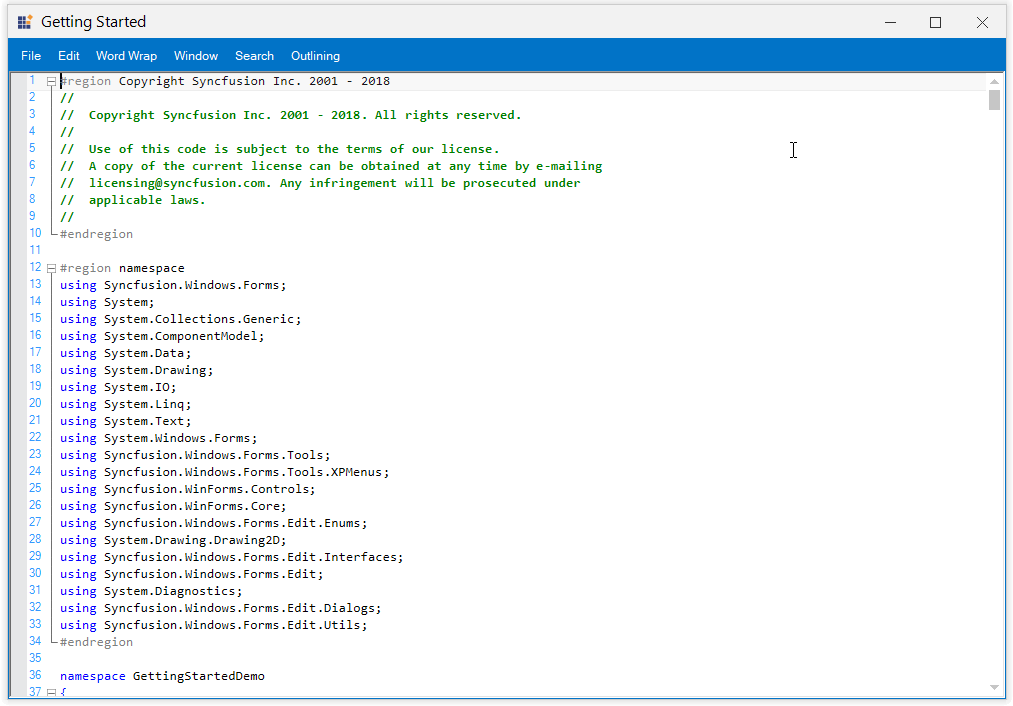 Getting Started
File Edit Word Wrap Window Search Outlining
1 #region Copyright Syncfusion Inc. 2001 - 2018
2 //
3 //  Copyright Syncfusion Inc. 2001 - 2018. All rights reserved.
4 //
5 //  Use of this code is subject to the terms of our license.
6 //  A copy of the current license can be obtained at any time by e-mailing
7 //  licensing@syncfusion.com. Any infringement will be prosecuted under
8 //  applicable laws.
9 //
10 #endregion
11
12 #region namespace
13 using Syncfusion.Windows.Forms;
14 using System;
15 using System.Collections.Generic;
16 using System.ComponentModel;
17 using System.Data;
18 using System.Drawing;
19 using System.IO;
20 using System.Linq;
21 using System.Text;
22 using System.Windows.Forms;
23 using Syncfusion.Windows.Forms.Tools;
24 using Syncfusion.Windows.Forms.Tools.XPMenus;
25 using Syncfusion.WinForms.Controls;
26 using Syncfusion.WinForms.Core;
27 using Syncfusion.Windows.Forms.Edit.Enums;
28 using System.Drawing.Drawing2D;
29 using Syncfusion.Windows.Forms.Edit.Interfaces;
30 using Syncfusion.Windows.Forms.Edit;
31 using System.Diagnostics;
32 using Syncfusion.Windows.Forms.Edit.Dialogs;
33 using Syncfusion.Windows.Forms.Edit.Utils;
34 #endregion
35
36 namespace GettingStartedDemo
37 {